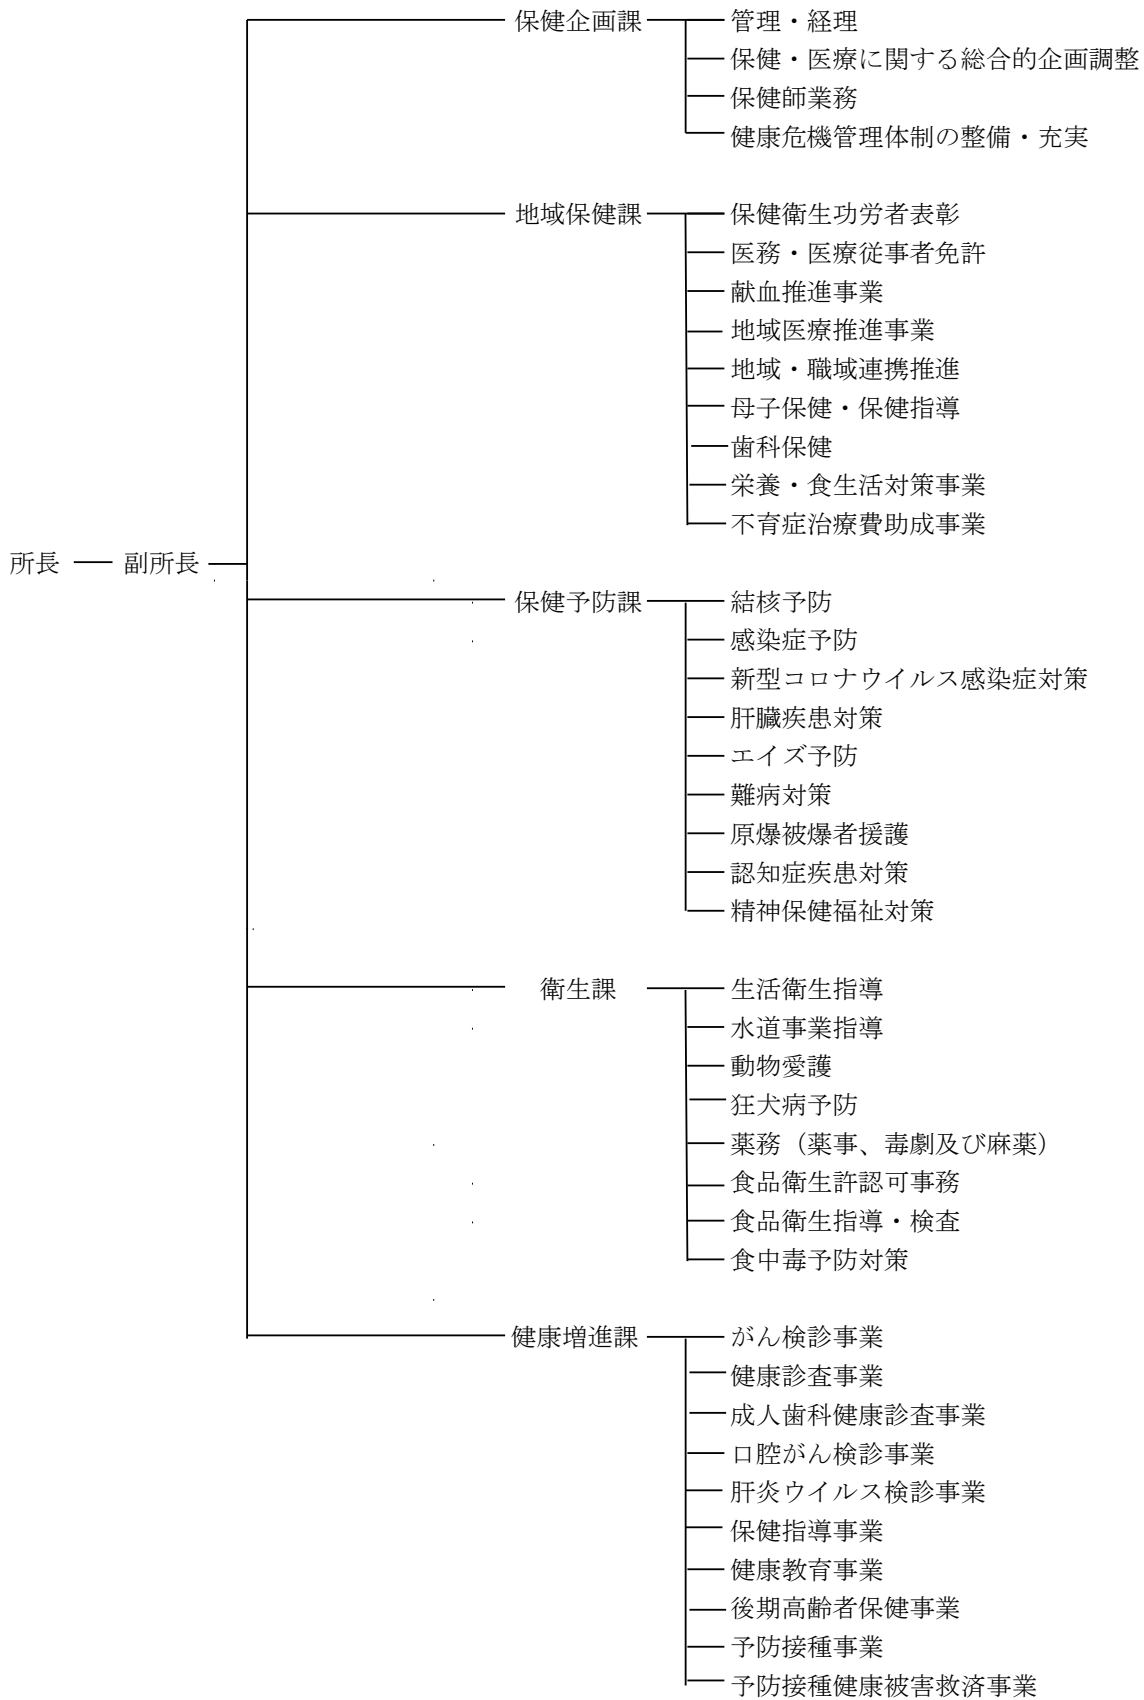 保健企画課 管理・経理
保健・医療に関する総合的企画調整
保健師業務
健康危機管理体制の整備・充実
地域保健課 保健衛生功労者表彰
医務・医療従事者免許
献血推進事業
地域医療推進事業
地域・職域連携推進
母子保健・保健指導
歯科保健
栄養・食生活対策事業
不育症治療費助成事業
所長 副所長
保健予防課 結核予防
感染症予防
新型コロナウイルス感染症対策
肝臓疾患対策
エイズ予防
難病対策
原爆被爆者援護
認知症疾患対策
精神保健福祉対策
衛生課 生活衛生指導
水道事業指導
動物愛護
狂犬病予防
薬務（薬事、毒劇及び麻薬）
食品衛生許認可事務
食品衛生指導・検査
食中毒予防対策
健康増進課 がん検診事業
健康診査事業
成人歯科健康診査事業
口腔がん検診事業
肝炎ウイルス検診事業
保健指導事業
健康教育事業
後期高齢者保健事業
予防接種事業
予防接種健康被害救済事業